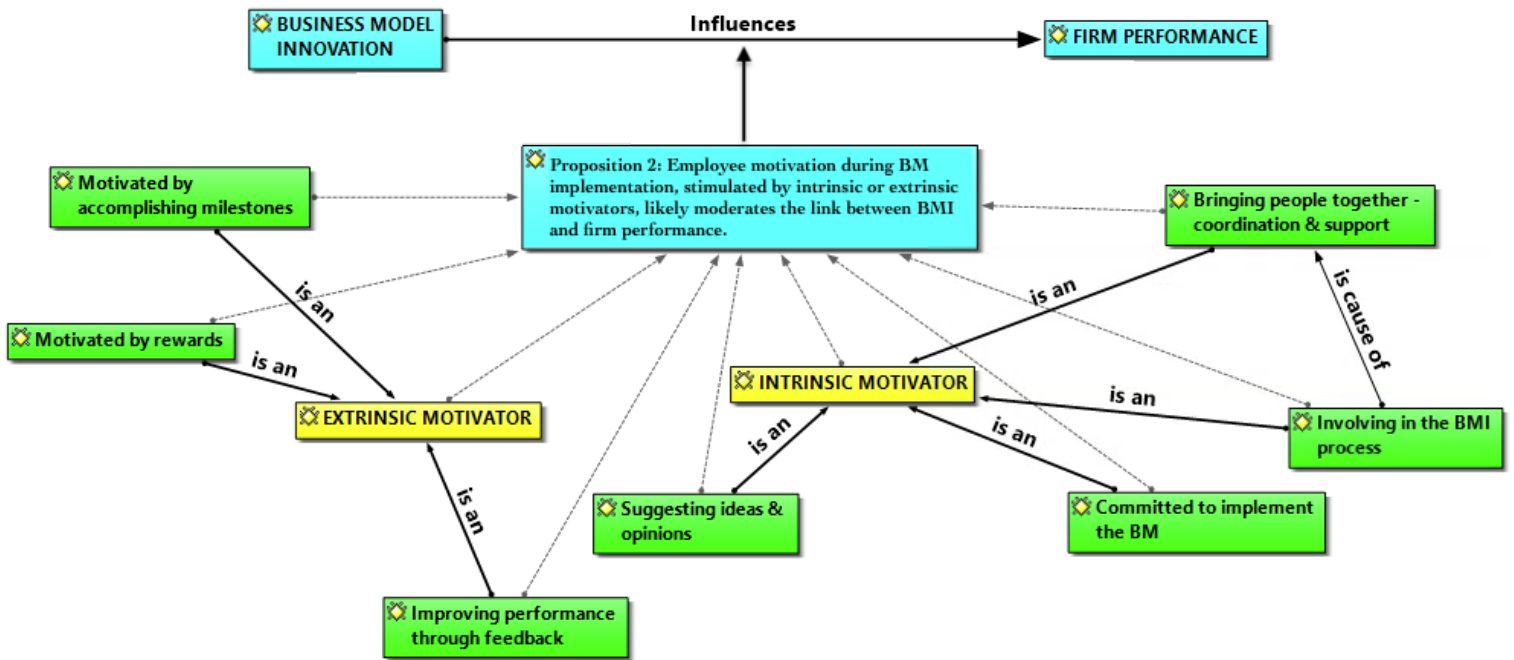 BUSINESS MODEL
INNOVATION
Influences
FIRM PERFORMANCE
Proposition 2: Employee motivation during BM
implementation, stimulated by intrinsic or extrinsic
motivators, likely moderates the link between BMI
and firm performance.
Motivated by
accomplishing milestones
Bringing people together -
coordination & support
is an
is an
is cause of
Motivated by rewards
is an
EXTRINSIC MOTIVATOR
INTRINSIC MOTIVATOR
is an
Involving in the BMI
process
is an
is an
is an
Suggesting ideas &
opinions
Committed to implement
the BM
Improving performance
through feedback